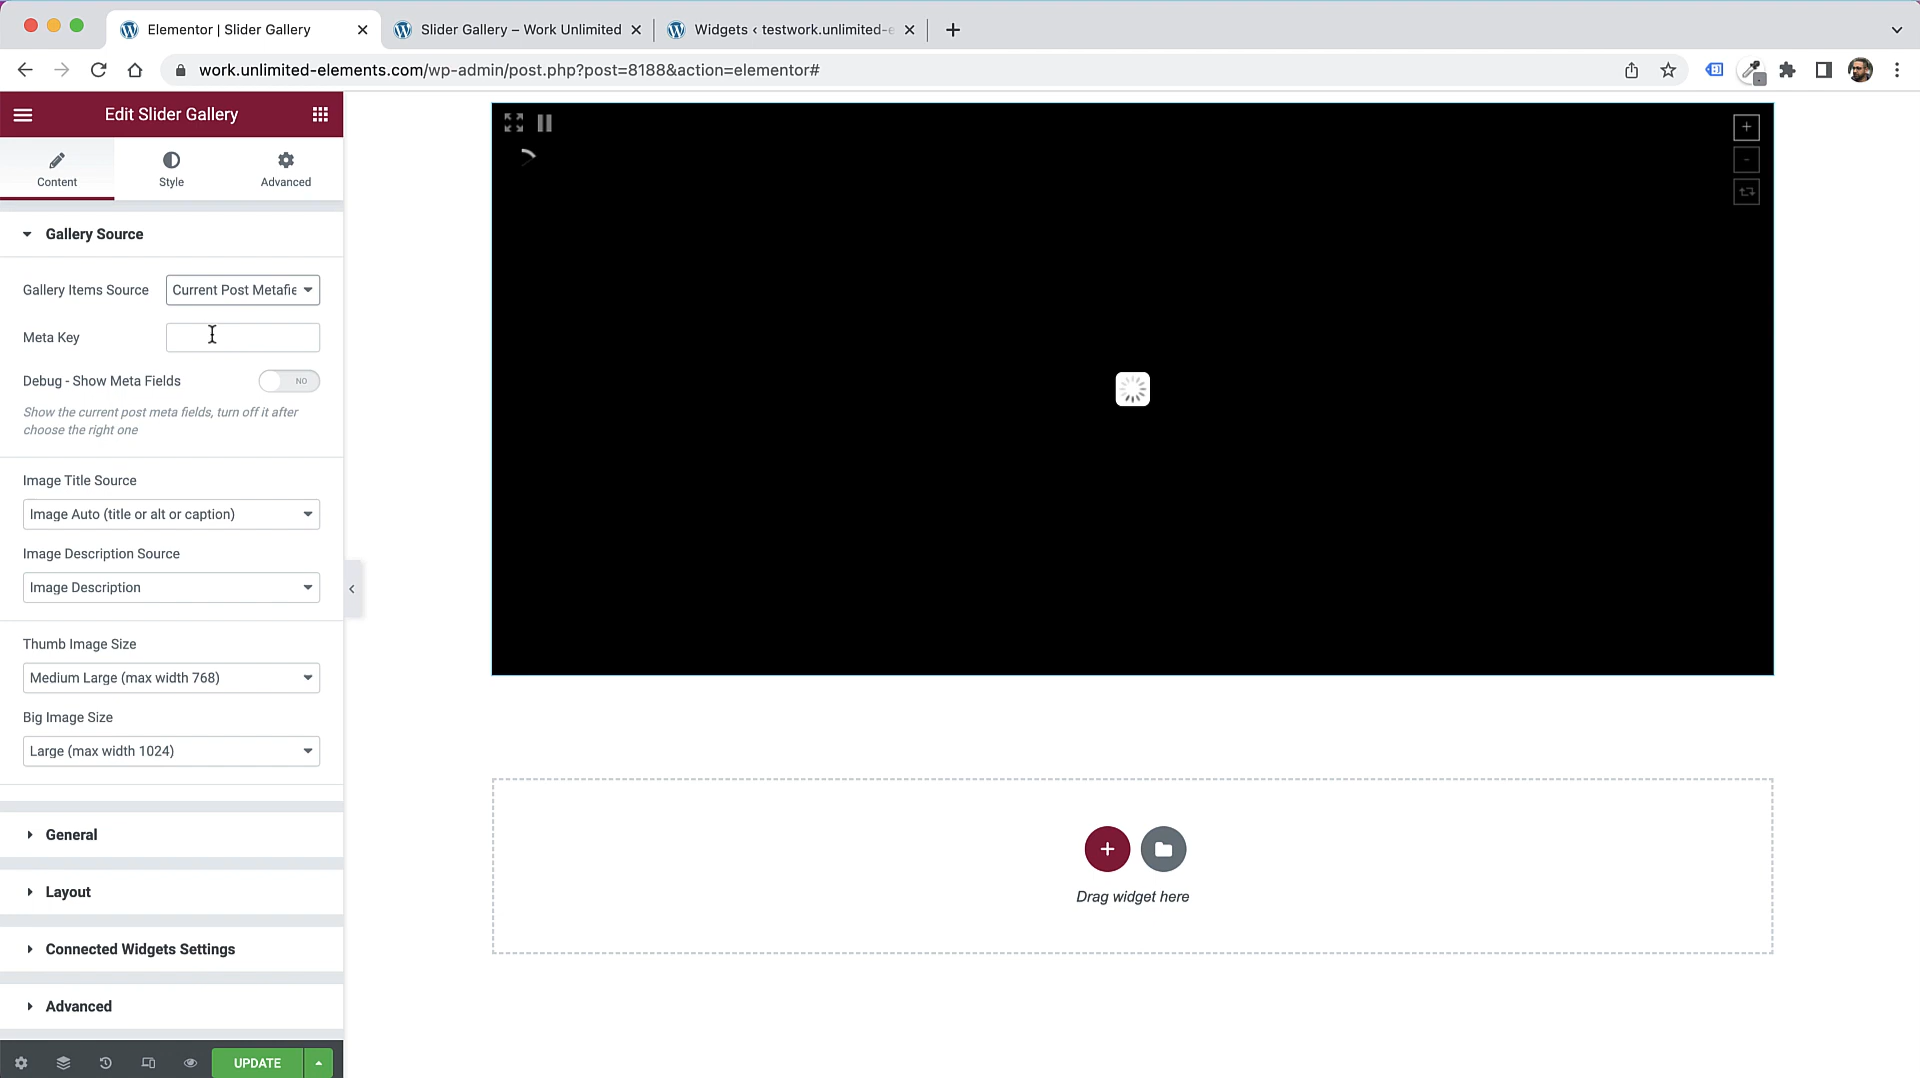 Elementor | Slider Gallery
Slider Gallery – Work Unlimited
Widgets ‹ testwork.unlimited-e
work.unlimited-elements.com/wp-admin/post.php?post=8188&action=elementor#
Edit Slider Gallery
Content
Style
Advanced
Gallery Source
Gallery Items Source
Current Post Metafie
Meta Key
Debug - Show Meta Fields
NO
Show the current post meta fields, turn off it after
choose the right one
Image Title Source
Image Auto (title or alt or caption)
Image Description Source
Image Description
Thumb Image Size
Medium Large (max width 768)
Big Image Size
Large (max width 1024)
General
Layout
Connected Widgets Settings
Advanced
UPDATE
Drag widget here